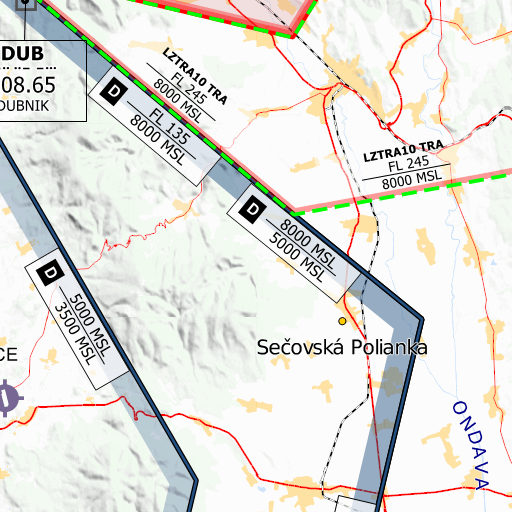 DUB
08.65
DUBNIK
LZTRA10 TRA
FL 245
8000 MSL
D
FL 135
8000 MSL
LZTRA10 TRA
FL 245
8000 MSL
D
8000 MSL
5000 MSL
D
5000 MSL
3500 MSL
Sečovská Polianka
CE
ONDAVA